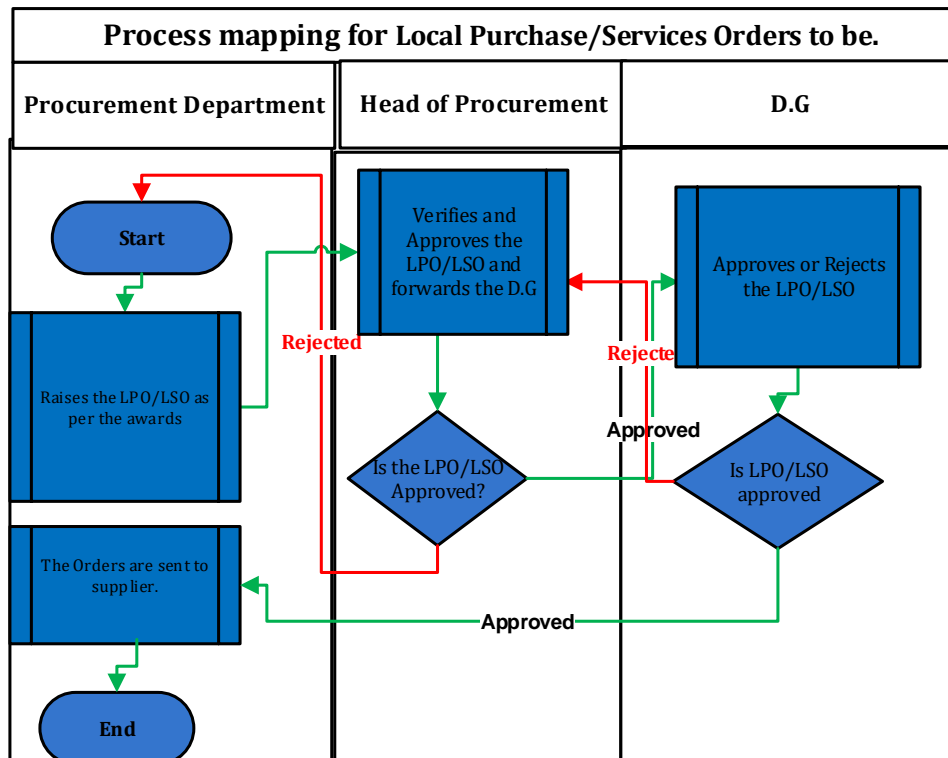 Process mapping for Local Purchase/Services Orders to be.
Procurement Department
Head of Procurement
D.G
Start
Verifies and
Approves the
LPO/LSO and
forwards the D.G
Approves or Rejects
the LPO/LSO
Rejected
Rejecte
Raises the LPO/LSO as
per the awards
Approved
Is the LPO/LSO
Approved?
Is LPO/LSO
approved
The Orders are sent to
supplier.
Approved
End